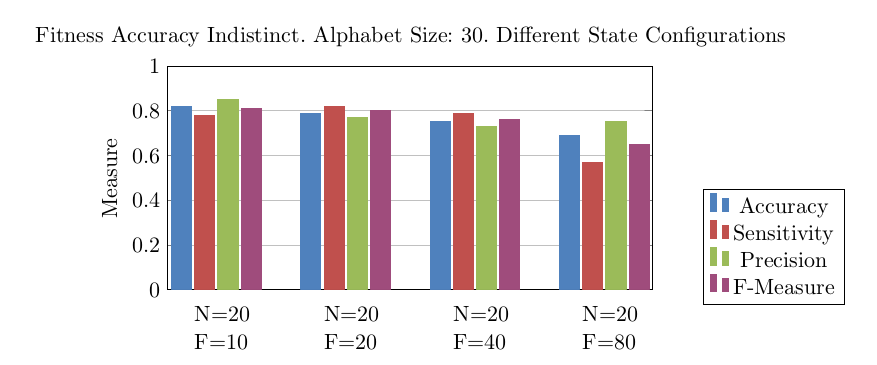 Fitness Accuracy Indistinct. Alphabet Size: 30. Different State Configurations
1
0.8
0.6
0.4
0.2
0
Measure
N=20 N=20 N=20 N=20
F=10 F=20 F=40 F=80
Accuracy
Sensitivity
Precision
F-Measure